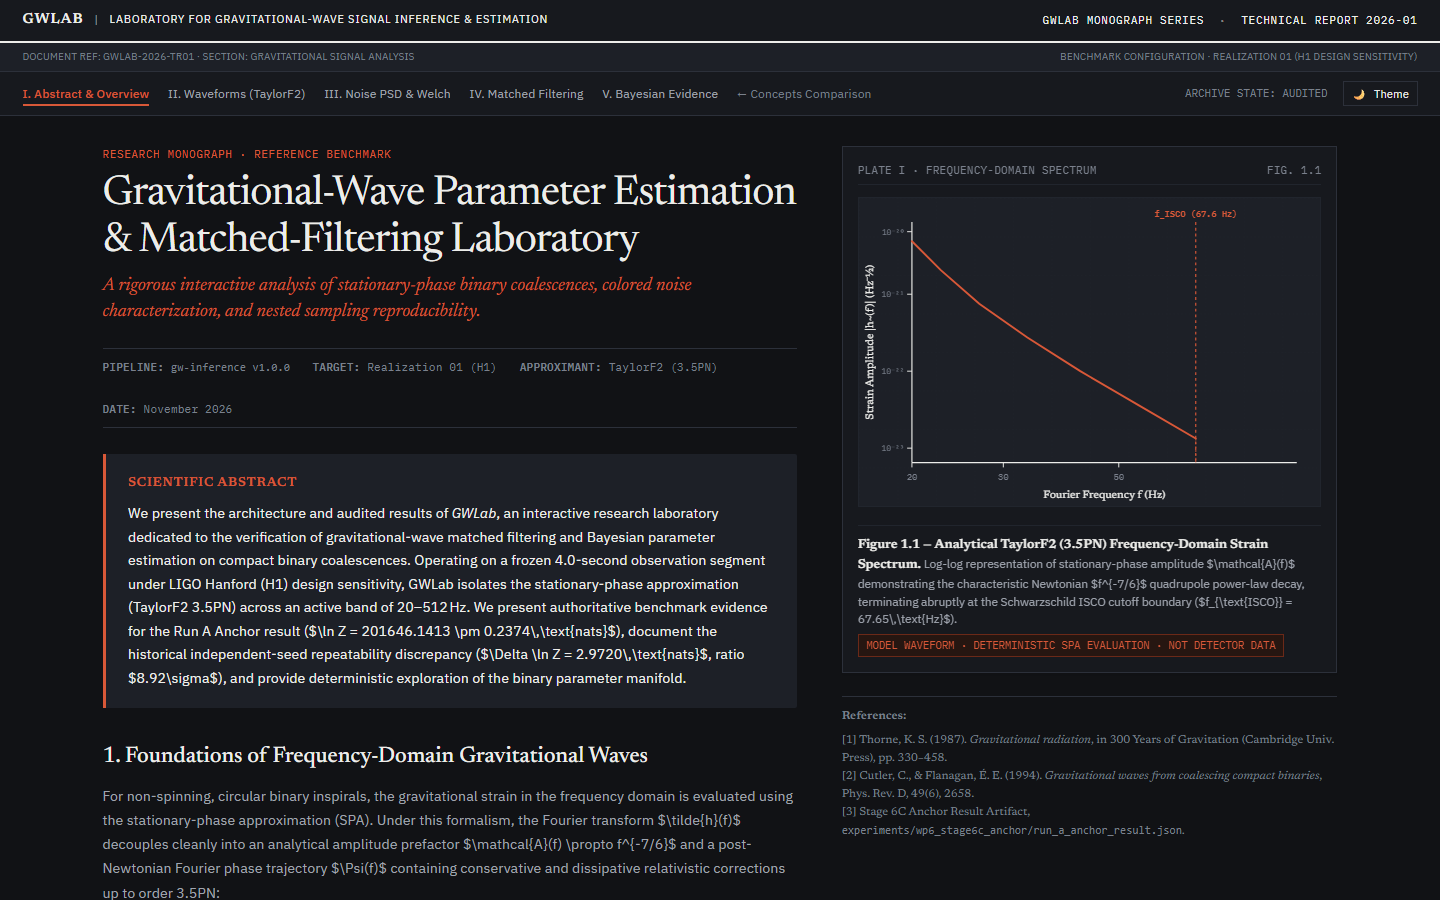 GWLAB | LABORATORY FOR GRAVITATIONAL-WAVE SIGNAL INFERENCE & ESTIMATION
GWLAB MONOGRAPH SERIES · TECHNICAL REPORT 2026-01
DOCUMENT REF: GWLAB-2026-TR01 · SECTION: GRAVITATIONAL SIGNAL ANALYSIS
BENCHMARK CONFIGURATION · REALIZATION 01 (H1 DESIGN SENSITIVITY)
I. Abstract & Overview II. Waveforms (TaylorF2) III. Noise PSD & Welch IV. Matched Filtering V. Bayesian Evidence ← Concepts Comparison
ARCHIVE STATE: AUDITED 🌙 Theme
RESEARCH MONOGRAPH · REFERENCE BENCHMARK
Gravitational-Wave Parameter Estimation
& Matched-Filtering Laboratory
A rigorous interactive analysis of stationary-phase binary coalescences, colored noise
characterization, and nested sampling reproducibility.
PIPELINE: gw-inference v1.0.0 TARGET: Realization 01 (H1) APPROXIMANT: TaylorF2 (3.5PN)
DATE: November 2026
SCIENTIFIC ABSTRACT
We present the architecture and audited results of GWLab, an interactive research laboratory
dedicated to the verification of gravitational-wave matched filtering and Bayesian parameter
estimation on compact binary coalescences. Operating on a frozen 4.0-second observation segment
under LIGO Hanford (H1) design sensitivity, GWLab isolates the stationary-phase approximation
(TaylorF2 3.5PN) across an active band of 20–512 Hz. We present authoritative benchmark evidence
for the Run A Anchor result ($\ln Z = 201646.1413 \pm 0.2374\,\text{nats}$), document the
historical independent-seed repeatability discrepancy ($\Delta \ln Z = 2.9720\,\text{nats}$, ratio
$8.92\sigma$), and provide deterministic exploration of the binary parameter manifold.
1. Foundations of Frequency-Domain Gravitational Waves
For non-spinning, circular binary inspirals, the gravitational strain in the frequency domain is evaluated using
the stationary-phase approximation (SPA). Under this formalism, the Fourier transform $\tilde{h}(f)$
decouples cleanly into an analytical amplitude prefactor $\mathcal{A}(f) \propto f^{-7/6}$ and a post-
Newtonian Fourier phase trajectory $\Psi(f)$ containing conservative and dissipative relativistic corrections
up to order 3.5PN:
PLATE I · FREQUENCY-DOMAIN SPECTRUM FIG. 1.1
f_ISCO (67.6 Hz)
Strain Amplitude |h~(f)| (Hz⁻½)
10⁻²¹
10⁻²²
10⁻²³
20 30 50
Fourier Frequency f (Hz)
Figure 1.1 — Analytical TaylorF2 (3.5PN) Frequency-Domain Strain
Spectrum. Log-log representation of stationary-phase amplitude $\mathcal{A}(f)$
demonstrating the characteristic Newtonian $f^{-7/6}$ quadrupole power-law decay,
terminating abruptly at the Schwarzschild ISCO cutoff boundary ($f_{\text{ISCO}} =
67.65\,\text{Hz}$).
MODEL WAVEFORM · DETERMINISTIC SPA EVALUATION · NOT DETECTOR DATA
References:
[1] Thorne, K. S. (1987). Gravitational radiation, in 300 Years of Gravitation (Cambridge Univ.
Press), pp. 330–458.
[2] Cutler, C., & Flanagan, É. E. (1994). Gravitational waves from coalescing compact binaries,
Phys. Rev. D, 49(6), 2658.
[3] Stage 6C Anchor Result Artifact,
experiments/wp6_stage6c_anchor/run_a_anchor_result.json.